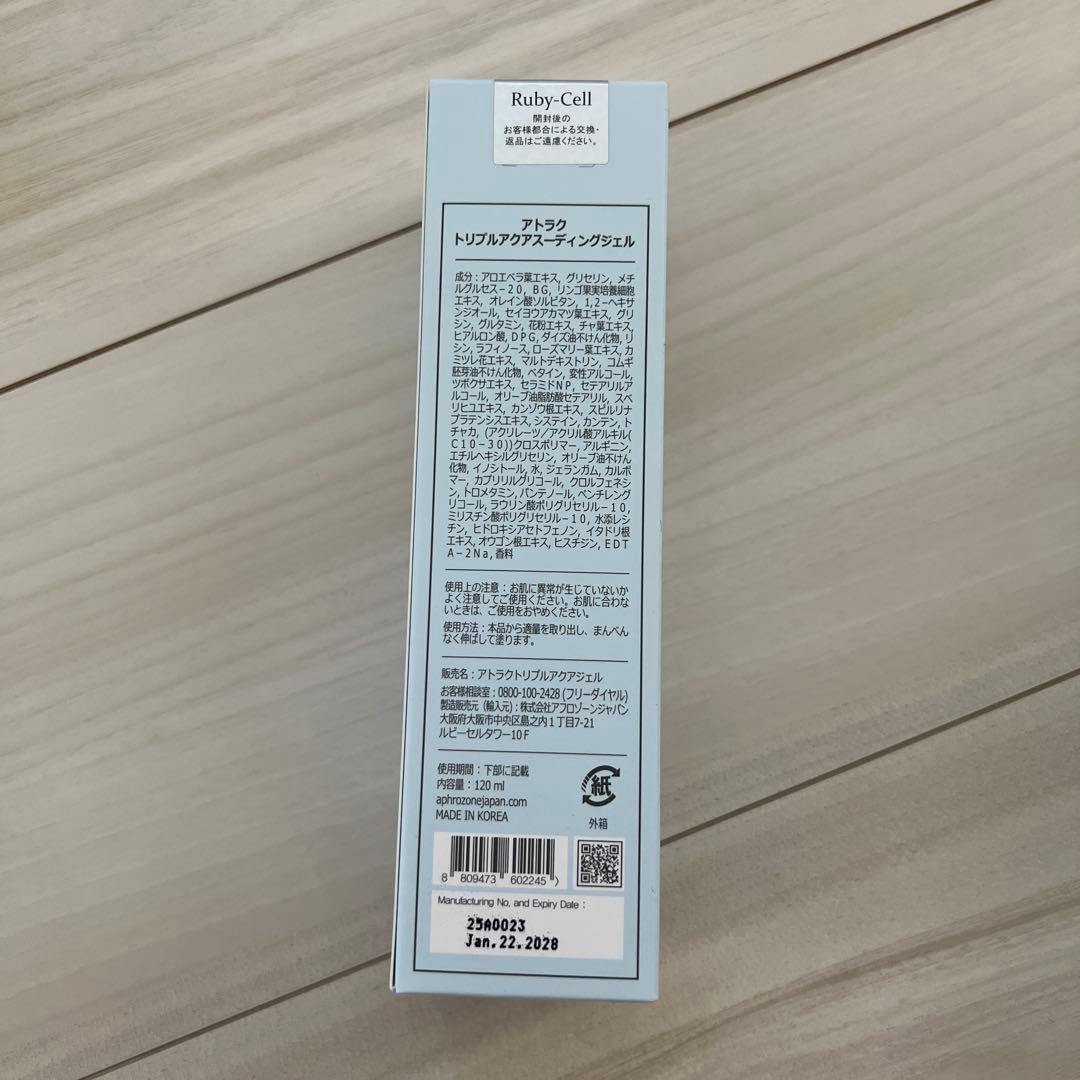 Ruby-Cell
開封後の
お客様都合による交換・
返品はご遠慮ください。
アトラク
トリプルアクアスーディングジェル
成分：アロエベラ葉エキス, グリセリン, メチ
ルグルセス－20, BG, リンゴ果実培養細胞
エキス, オレイン酸ソルビタン, 1,2－ヘキサ
ンジオール, セイヨウアカマツ葉エキス, グリ
シン, グルタミン, 花粉エキス, チャ葉エキス,
ヒアルロン酸, DPG, ダイズ油不けん化物, リ
シン, ラフィノース, ローズマリー葉エキス, カ
ミツレ花エキス, マルトデキストリン, コムギ
胚芽油不けん化物, ベタイン, 変性アルコール,
ツボクサエキス, セラミドNP, セテアリルア
ルコール, オリーブ油脂肪酸セテアリル, スベ
リヒユエキス, カンゾウ根エキス, スピルリナ
プラテンシスエキス, システイン, カンテン, ト
チャカ, (アクリレーツ／アクリル酸アルキル(
C10－30))クロスポリマー, アルギニン,
エチルヘキシルグリセリン, オリーブ油不けん
化物, イノシトール, 水, ジェランガム, カルボ
マー, カプリリルグリコール, クロルフェネシ
ン, トロメタミン, パンテノール, ペンチレング
リコール, ラウリン酸ポリグリセリル－10,
ミリスチン酸ポリグリセリル－10, 水添レシ
チン, ヒドロキシアセトフェノン, イタドリ根
エキス, オウゴン根エキス, ヒスチジン, EDT
A－2Na, 香料
使用上の注意：お肌に異常が生じていないか
よく注意してご使用ください。お肌に合わな
いときは、ご使用をおやめください。
使用方法：本品から適量を取り出し、まんべん
なく伸ばして塗ります。
販売名：アトラクトリプルアクアジェル
お客様相談室：0800-100-2428 (フリーダイヤル)
製造販売元（輸入元）：株式会社アフロゾーンジャパン
大阪府大阪市中央区島之内１丁目7-21
ルビーセルタワー10F
使用期間：下部に記載
内容量：120 ml
aphrozonejapan.com
MADE IN KOREA
紙
外箱
8 809473 602245
Manufacturing No, and Expiry Date :
25A0023
Jan.22.2028